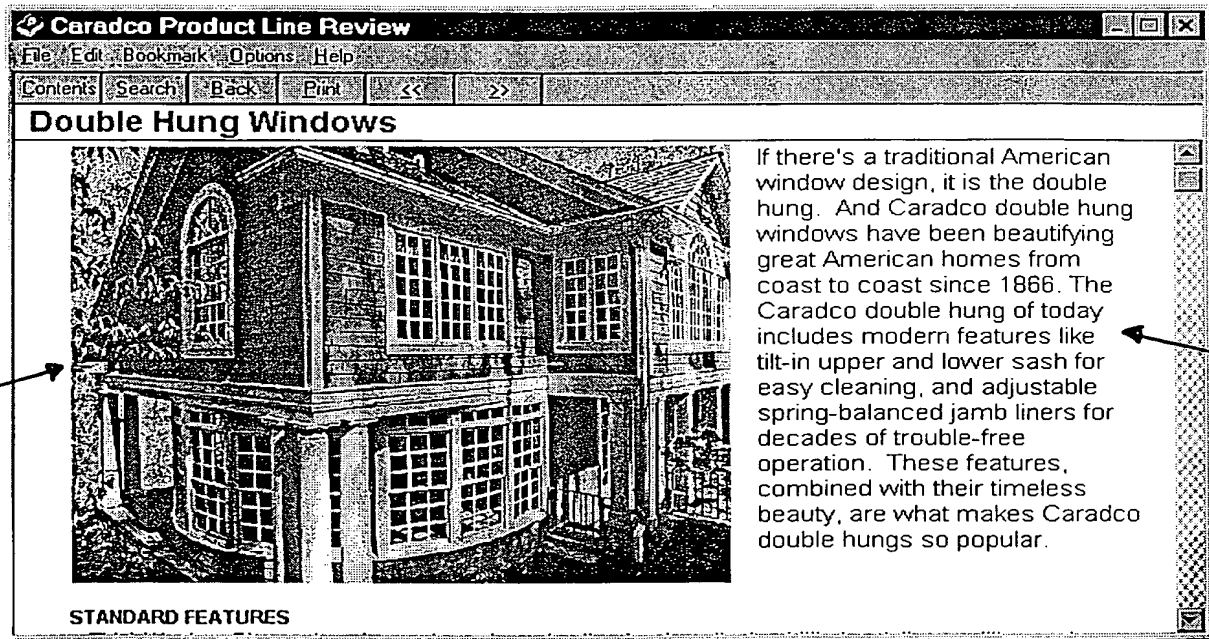 Caradco Product Line Review
File Edit Bookmark Options Help
Contents Search Back Print << >>
Double Hung Windows
If there's a traditional American
window design, it is the double
hung. And Caradco double hung
windows have been beautifying
great American homes from
coast to coast since 1866. The
Caradco double hung of today
includes modern features like
tilt-in upper and lower sash for
easy cleaning, and adjustable
spring-balanced jamb liners for
decades of trouble-free
operation. These features,
combined with their timeless
beauty, are what makes Caradco
double hungs so popular.
STANDARD FEATURES